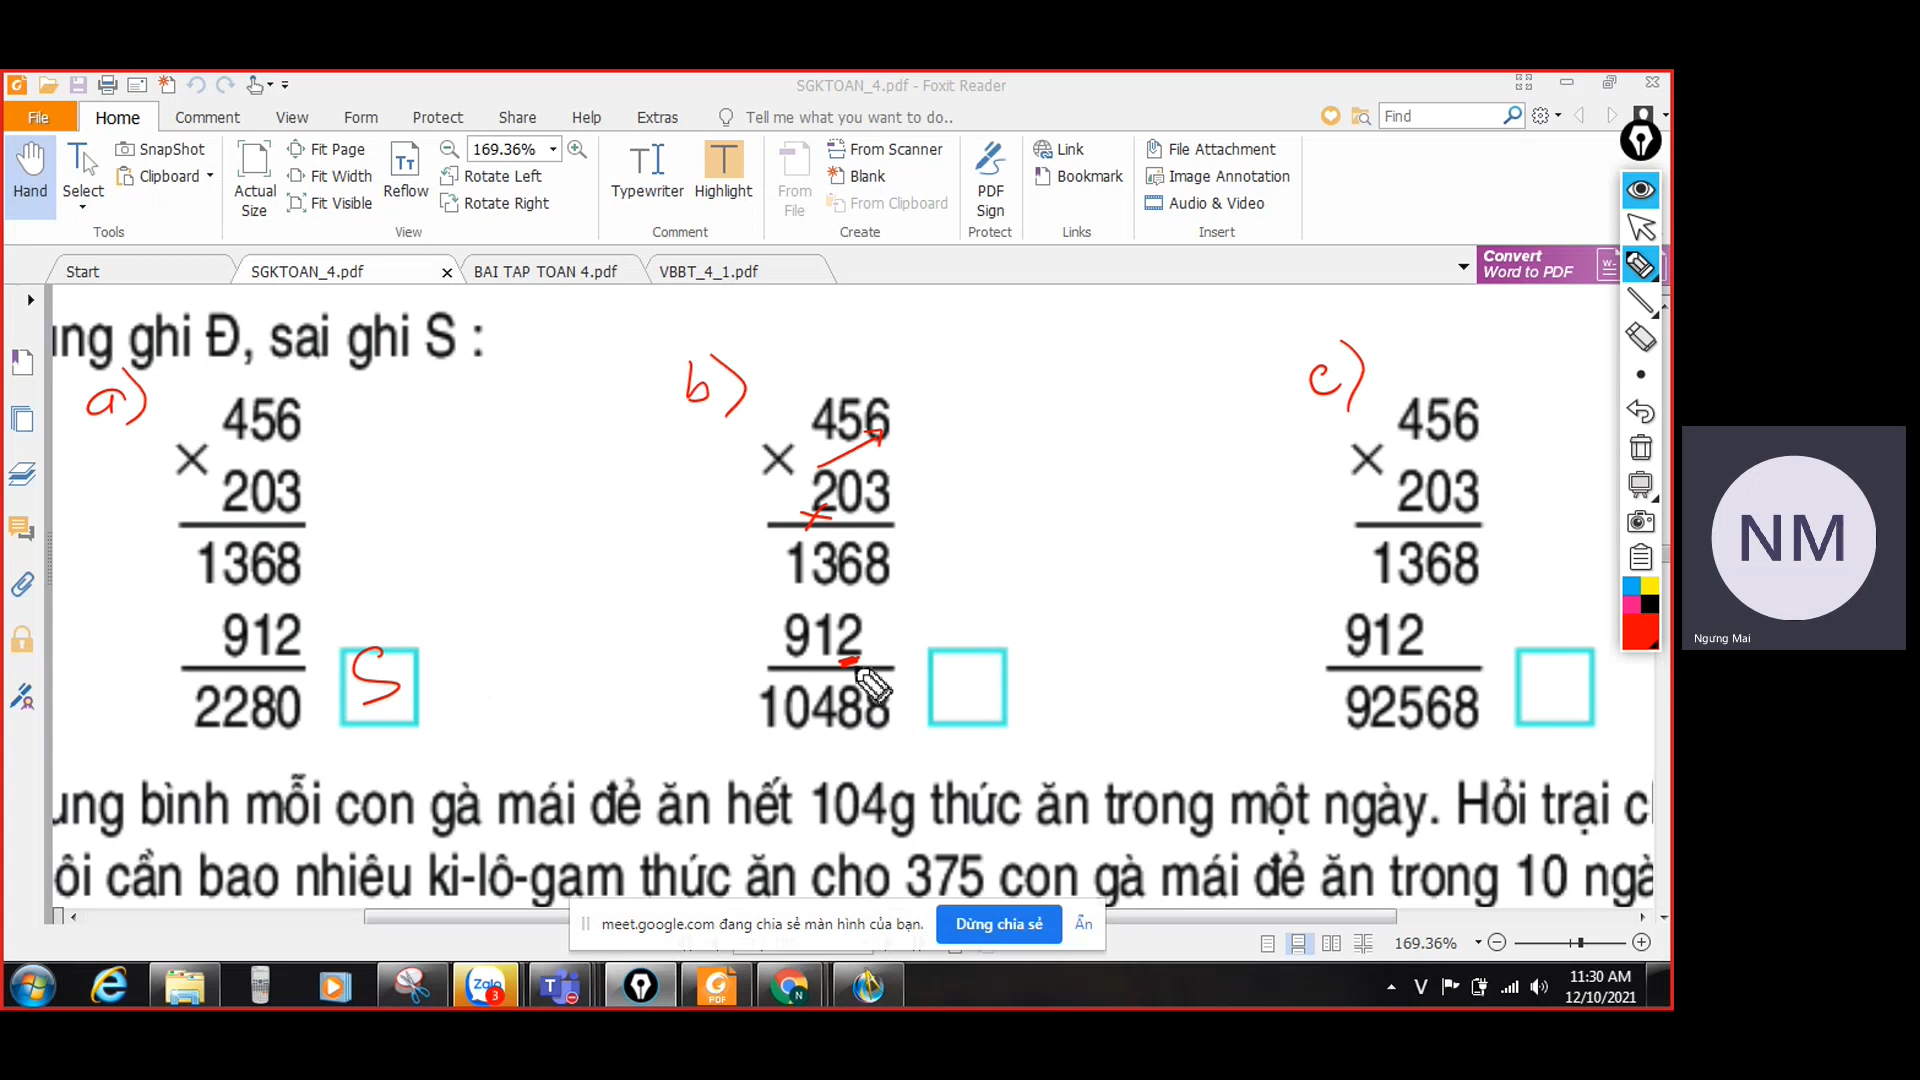 SGKTOAN_4.pdf - Foxit Reader
File Home Comment View Form Protect Share Help Extras Tell me what you want to do.. Find
Hand
Select
SnapShot
Clipboard
Actual Size
Fit Page
Fit Width
Fit Visible
Reflow
169.36%
Rotate Left
Rotate Right
Typewriter
Highlight
From File
From Scanner
Blank
From Clipboard
PDF Sign
Link
Bookmark
File Attachment
Image Annotation
Audio & Video
Tools View Comment Create Protect Links Insert
Start SGKTOAN_4.pdf BAI TAP TOAN 4.pdf VBBT_4_1.pdf
Convert
Word to PDF
ung ghi Đ, sai ghi S :
a)
456
×
203
1368
912
2280
S
b)
456
×
203
1368
912
10488
c)
456
×
203
1368
912
92568
ung bình mỗi con gà mái đẻ ăn hết 104g thức ăn trong một ngày. Hỏi trại c
ôi cần bao nhiêu ki-lô-gam thức ăn cho 375 con gà mái đẻ ăn trong 10 ngà
meet.google.com đang chia sẻ màn hình của bạn. Dừng chia sẻ Ẩn
169.36%
Zalo
3
PDF
N
V
11:30 AM
12/10/2021
NM
Ngưng Mai